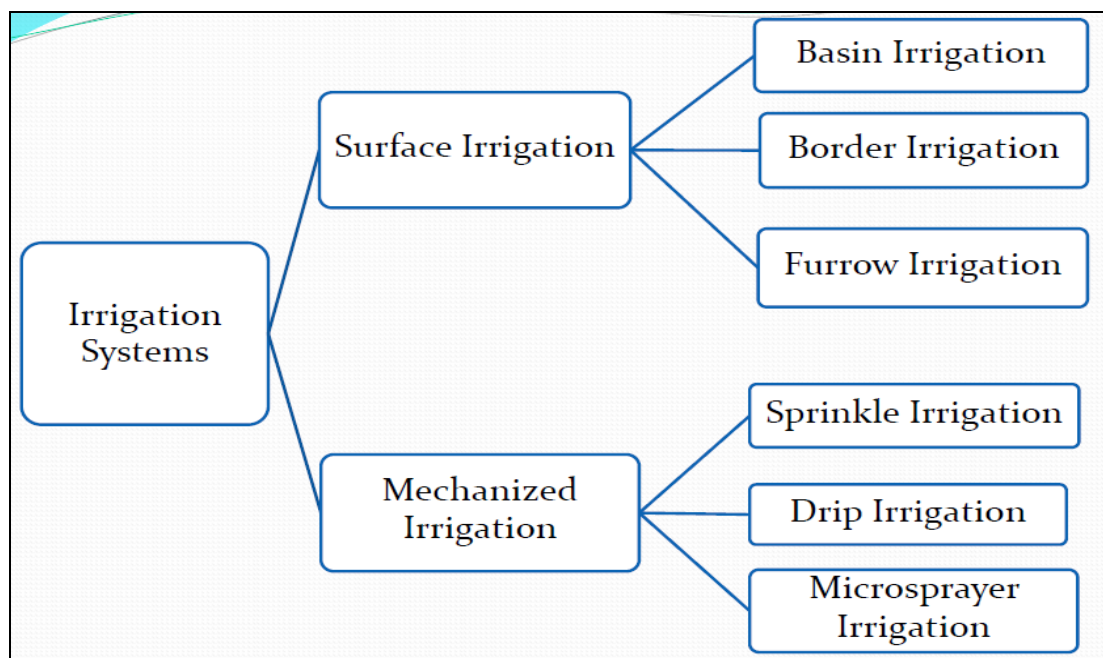 Irrigation
Systems
Surface Irrigation
Basin Irrigation
Border Irrigation
Furrow Irrigation
Mechanized
Irrigation
Sprinkle Irrigation
Drip Irrigation
Microsprayer
Irrigation